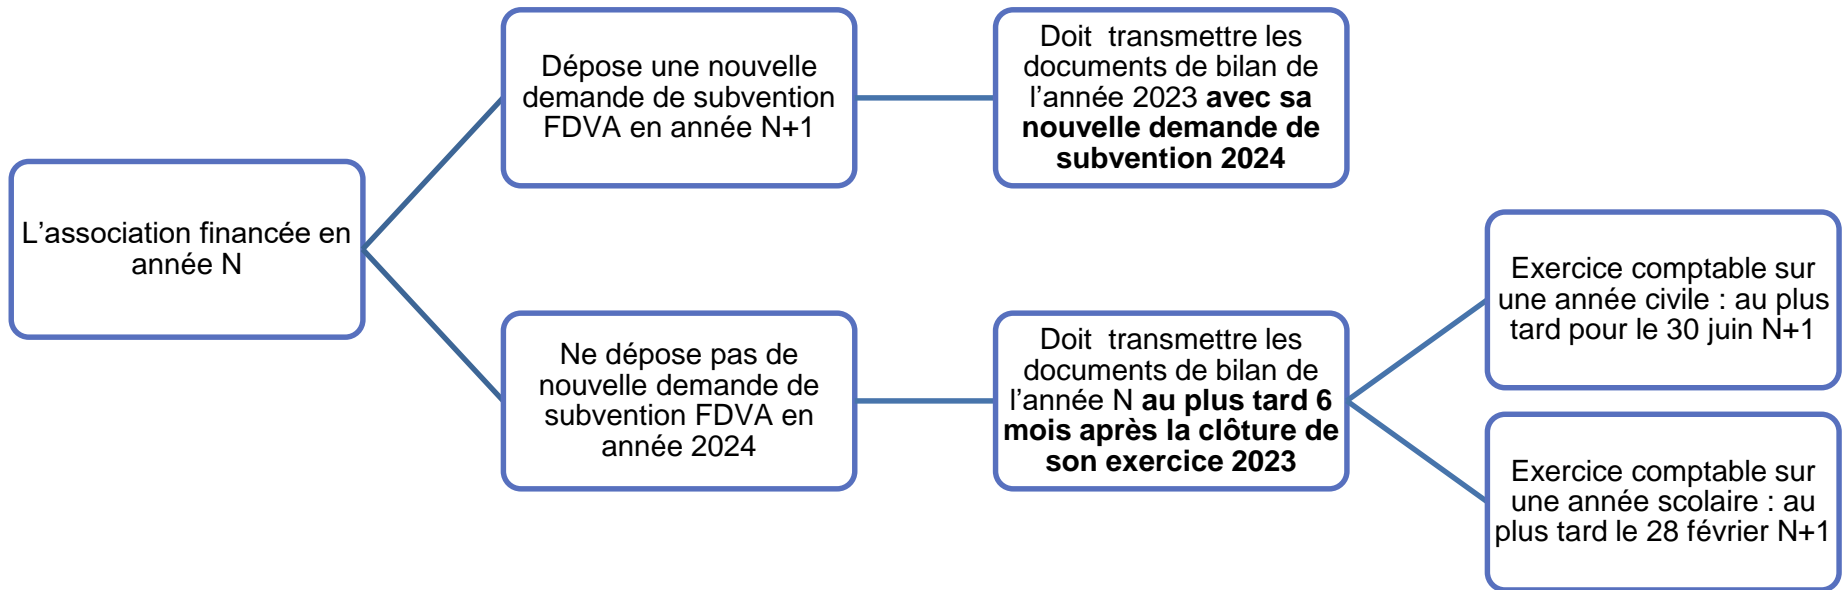 L'association financée en
année N
Dépose une nouvelle
demande de subvention
FDVA en année N+1
Doit  transmettre les
documents de bilan de
l'année 2023 avec sa
nouvelle demande de
subvention 2024
Ne dépose pas de
nouvelle demande de
subvention FDVA en
année 2024
Doit  transmettre les
documents de bilan de
l'année N au plus tard 6
mois après la clôture de
son exercice 2023
Exercice comptable sur
une année civile : au plus
tard pour le 30 juin N+1
Exercice comptable sur
une année scolaire : au
plus tard le 28 février N+1